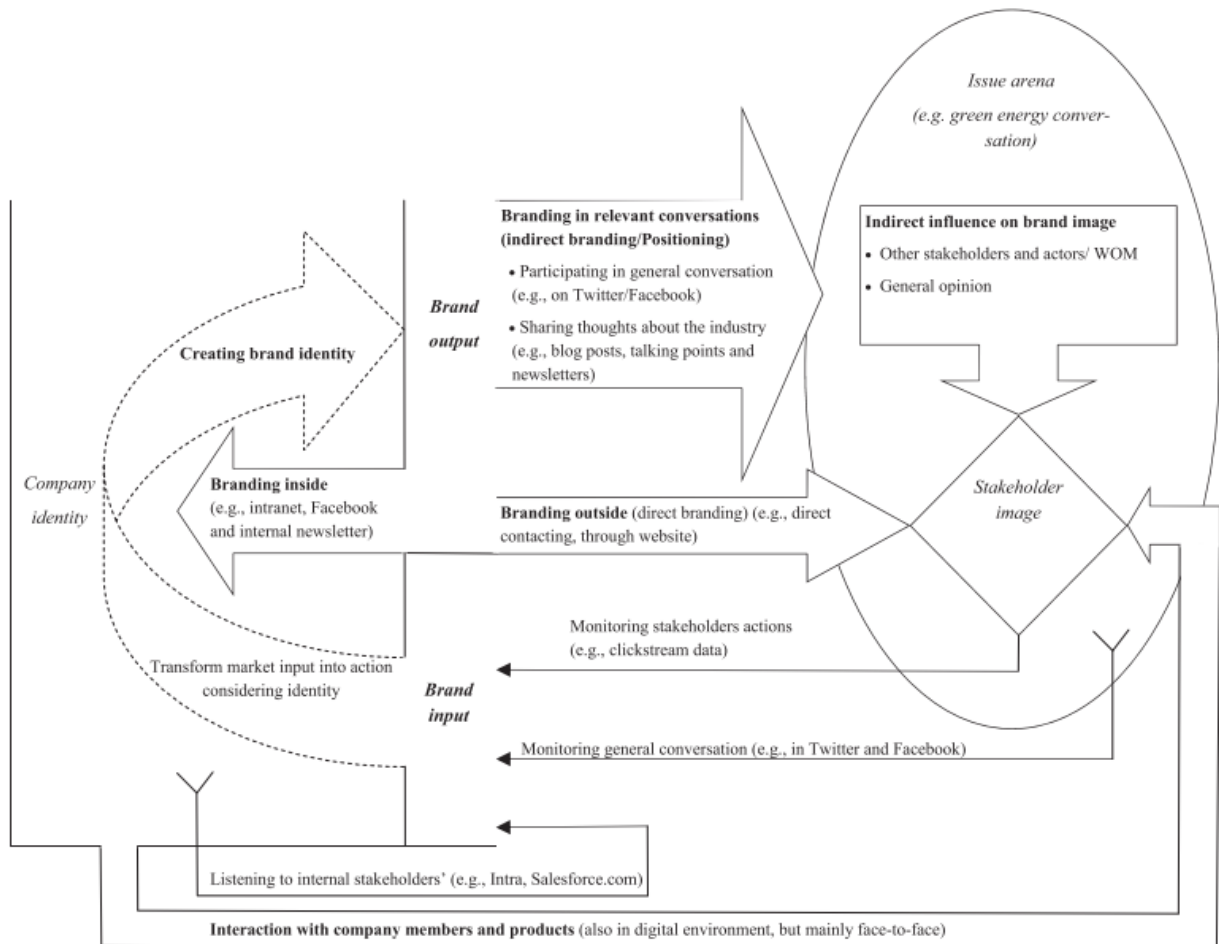 Issue arena
(e.g. green energy conver-
sation)
Branding in relevant conversations
(indirect branding/Positioning)
• Participating in general conversation
(e.g., on Twitter/Facebook)
• Sharing thoughts about the industry
(e.g., blog posts, talking points and
newsletters)
Indirect influence on brand image
• Other stakeholders and actors/ WOM
• General opinion
Brand
output
Creating brand identity
Company
identity
Branding inside
(e.g., intranet, Facebook
and internal newsletter)
Branding outside (direct branding) (e.g., direct
contacting, through website)
Stakeholder
image
Monitoring stakeholders actions
(e.g., clickstream data)
Transform market input into action
considering identity
Brand
input
Monitoring general conversation (e.g., in Twitter and Facebook)
Listening to internal stakeholders’ (e.g., Intra, Salesforce.com)
Interaction with company members and products (also in digital environment, but mainly face-to-face)